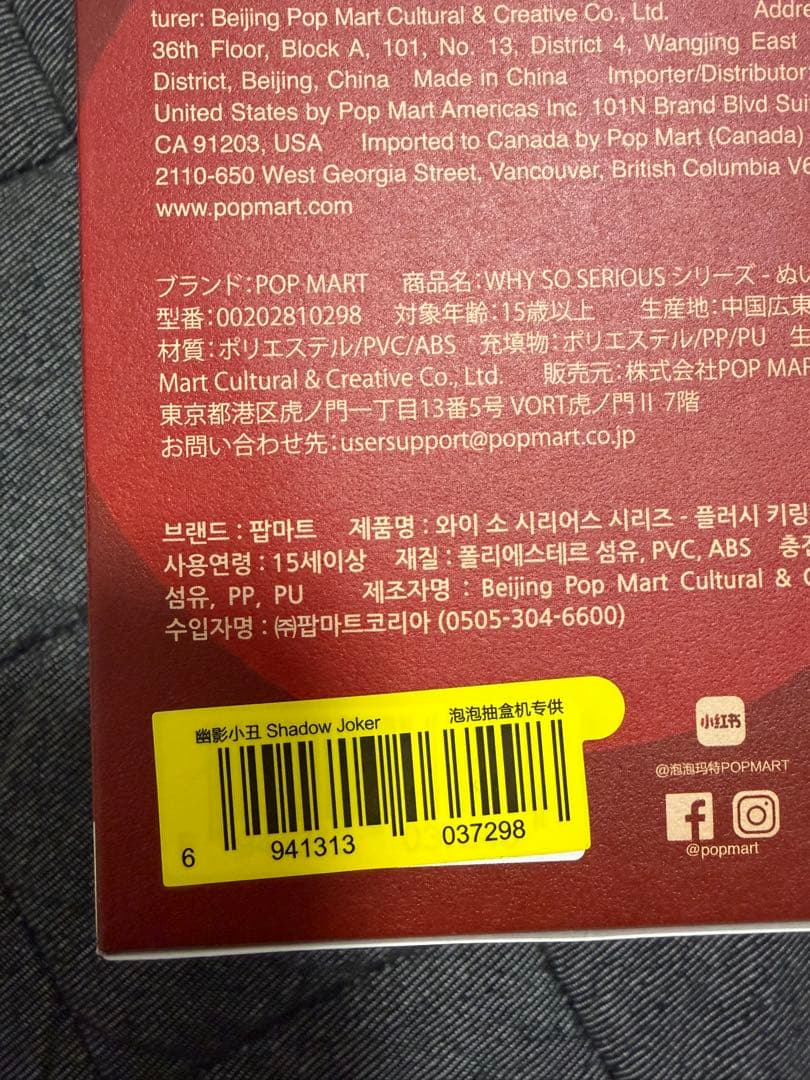 turer: Beijing Pop Mart Cultural & Creative Co., Ltd. Addre
36th Floor, Block A, 101, No. 13, District 4, Wangjing East
District, Beijing, China Made in China Importer/Distributor
United States by Pop Mart Americas Inc. 101N Brand Blvd Sui
CA 91203, USA Imported to Canada by Pop Mart (Canada)
2110-650 West Georgia Street, Vancouver, British Columbia V6
www.popmart.com
ブランド:POP MART 商品名:WHY SO SERIOUS シリーズ - ぬい
型番:00202810298 対象年齢:15歳以上 生産地:中国広東
材質:ポリエステル/PVC/ABS 充填物:ポリエステル/PP/PU 生
Mart Cultural & Creative Co., Ltd. 販売元:株式会社POP MAR
東京都港区虎ノ門一丁目13番5号 VORT虎ノ門Ⅱ 7階
お問い合わせ先:usersupport@popmart.co.jp
브랜드 : 팝마트 제품명 : 와이 소 시리어스 시리즈 - 플러시 키링
사용연령 : 15세이상 재질 : 폴리에스테르 섬유, PVC, ABS 충전
섬유, PP, PU 제조자명 : Beijing Pop Mart Cultural & C
수입자명 : ㈜팝마트코리아 (0505-304-6600)
幽影小丑 Shadow Joker 泡泡抽盒机专供
6 941313 037298
小红书
@泡泡玛特POPMART
@popmart